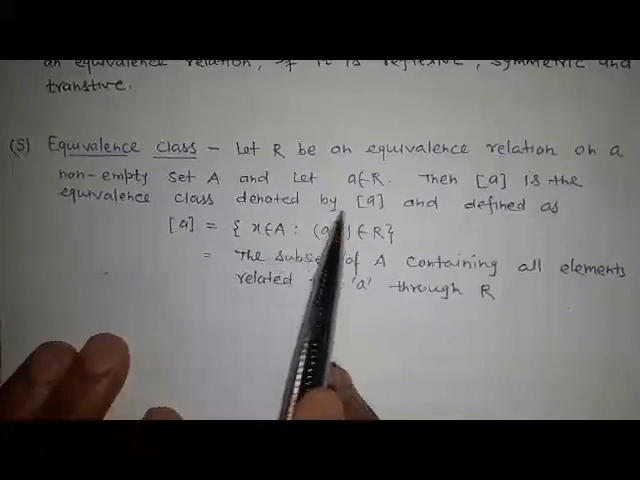 an equivalence relation, if it is reflexive, symmetric and
transtive.
(5) Equivalence class - Let R be an equivalence relation on a
non-empty set A and Let a∈R. Then [a] is the
equivalence class denoted by [a] and defined as
[a] = { x∈A : (a ) ∈ R}
= The subset of A containing all elements
related 'a' through R